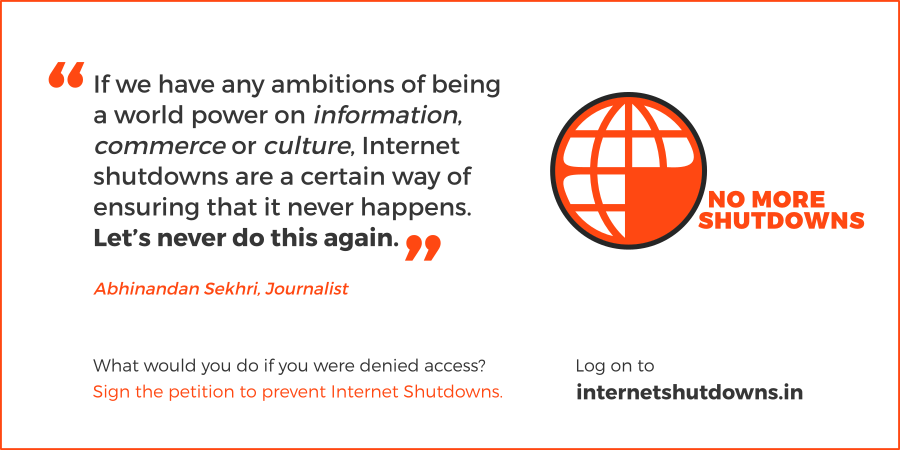 “ If we have any ambitions of being
a world power on information,
commerce or culture, Internet
shutdowns are a certain way of
ensuring that it never happens.
Let’s never do this again. ”
Abhinandan Sekhri, Journalist
NO MORE
SHUTDOWNS
What would you do if you were denied access?
Sign the petition to prevent Internet Shutdowns.
Log on to
internetshutdowns.in